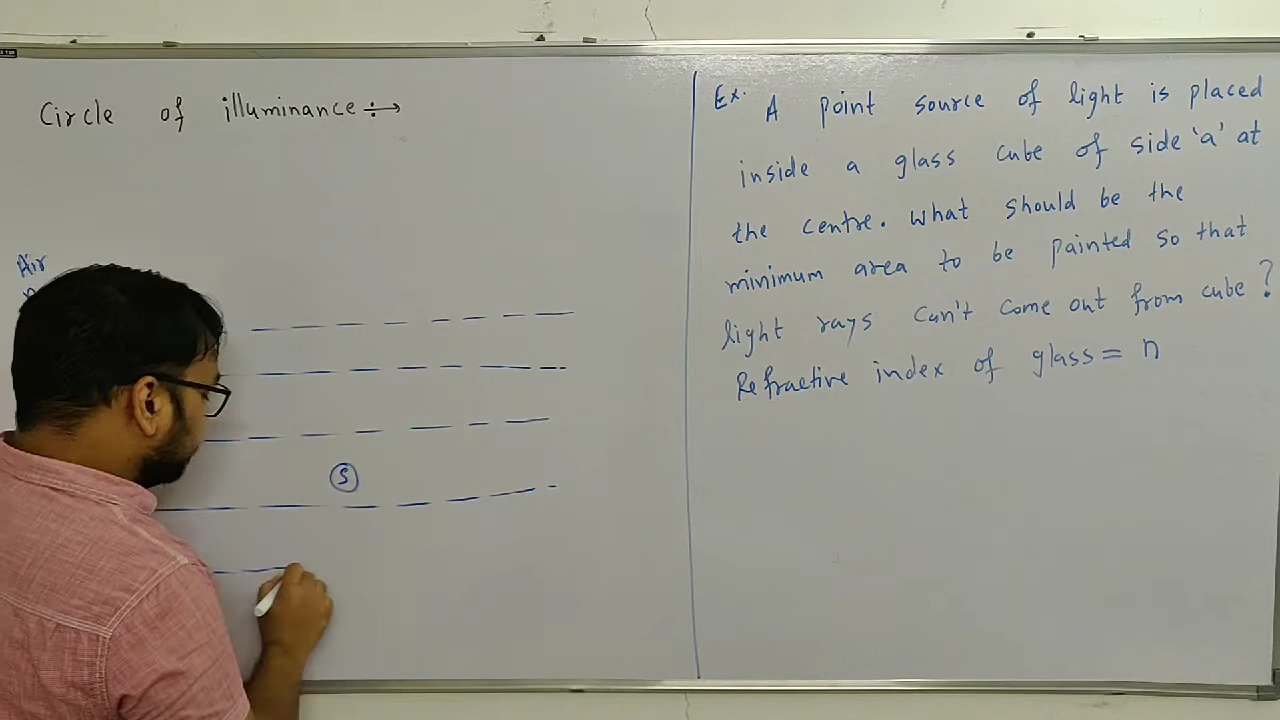 Circle of illuminance
Air
S
Ex. A point source of light is placed
inside a glass cube of side 'a' at
the centre. What should be the
minimum area to be painted so that
light rays can't come out from cube?
Refractive index of glass = n